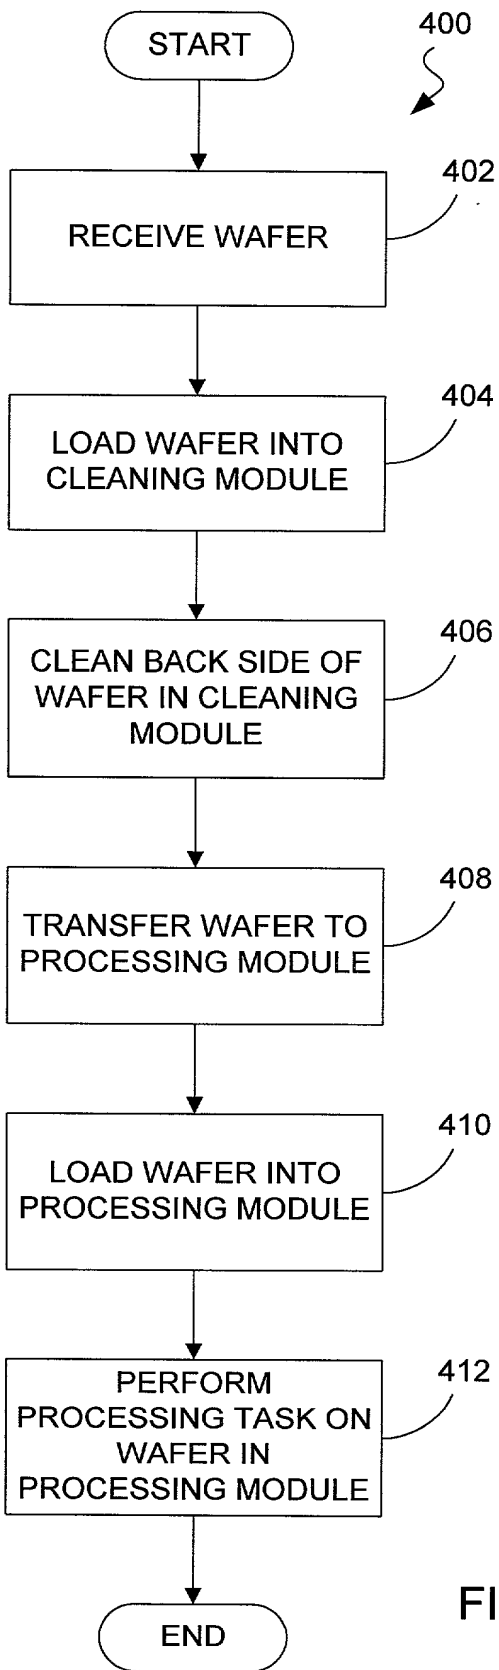 START
400
402
RECEIVE WAFER
404
LOAD WAFER INTO
CLEANING MODULE
406
CLEAN BACK SIDE OF
WAFER IN CLEANING
MODULE
408
TRANSFER WAFER TO
PROCESSING MODULE
410
LOAD WAFER INTO
PROCESSING MODULE
412
PERFORM
PROCESSING TASK ON
WAFER IN
PROCESSING MODULE
END
FI